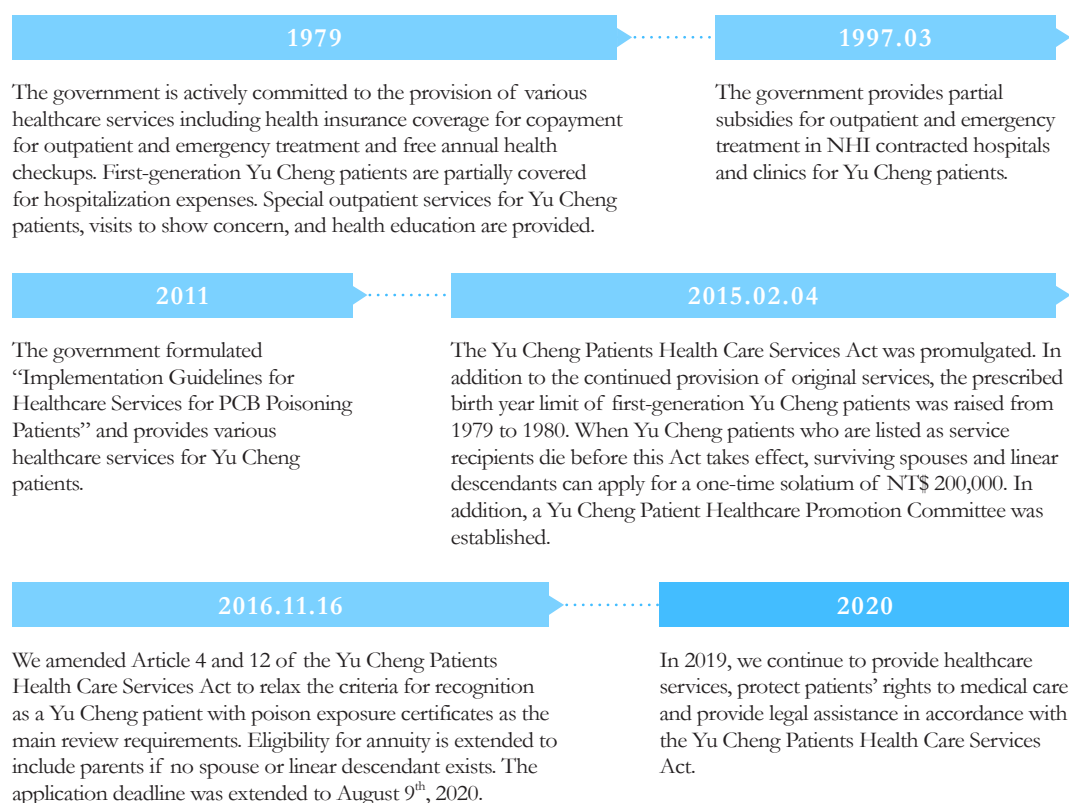 1979
The government is actively committed to the provision of various
healthcare services including health insurance coverage for copayment
for outpatient and emergency treatment and free annual health
checkups. First-generation Yu Cheng patients are partially covered
for hospitalization expenses. Special outpatient services for Yu Cheng
patients, visits to show concern, and health education are provided.
1997.03
The government provides partial
subsidies for outpatient and emergency
treatment in NHI contracted hospitals
and clinics for Yu Cheng patients.
2011
The government formulated
“Implementation Guidelines for
Healthcare Services for PCB Poisoning
Patients” and provides various
healthcare services for Yu Cheng
patients.
2015.02.04
The Yu Cheng Patients Health Care Services Act was promulgated. In
addition to the continued provision of original services, the prescribed
birth year limit of first-generation Yu Cheng patients was raised from
1979 to 1980. When Yu Cheng patients who are listed as service
recipients die before this Act takes effect, surviving spouses and linear
descendants can apply for a one-time solatium of NT$ 200,000. In
addition, a Yu Cheng Patient Healthcare Promotion Committee was
established.
2016.11.16
We amended Article 4 and 12 of the Yu Cheng Patients
Health Care Services Act to relax the criteria for recognition
as a Yu Cheng patient with poison exposure certificates as the
main review requirements. Eligibility for annuity is extended to
include parents if no spouse or linear descendant exists. The
application deadline was extended to August 9th, 2020.
2020
In 2019, we continue to provide healthcare
services, protect patients’ rights to medical care
and provide legal assistance in accordance with
the Yu Cheng Patients Health Care Services
Act.